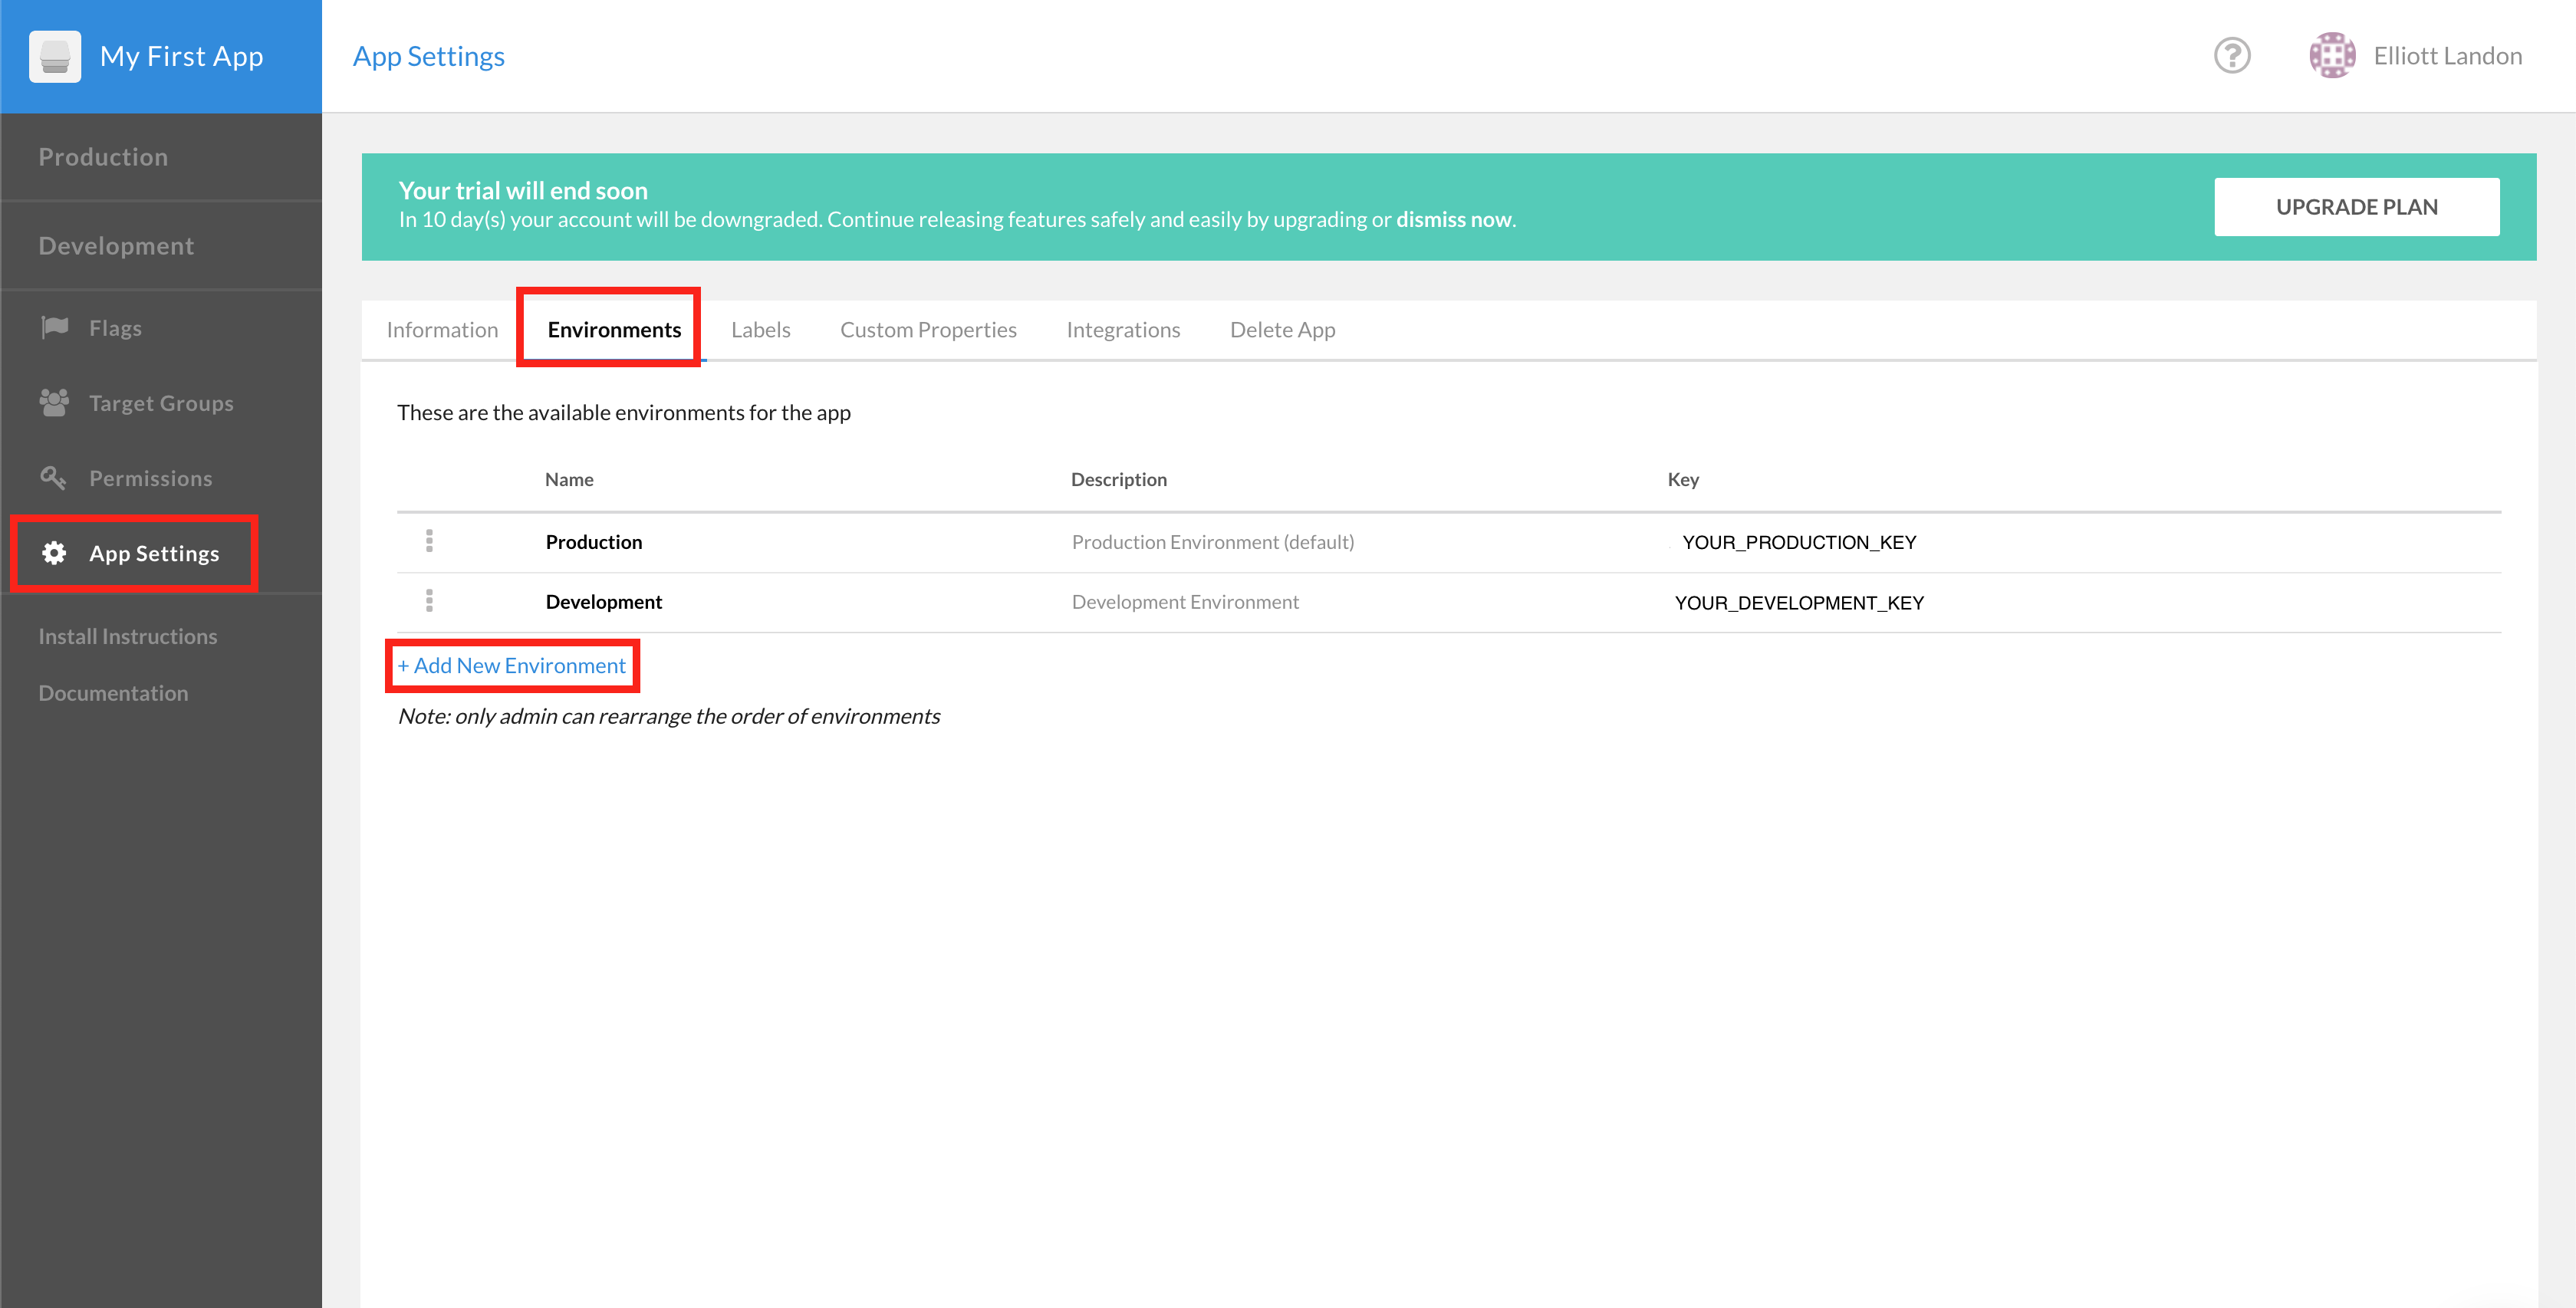 My First App
App Settings
Elliott Landon
Production
Development
Flags
Target Groups
Permissions
App Settings
Install Instructions
Documentation
Your trial will end soon
In 10 day(s) your account will be downgraded. Continue releasing features safely and easily by upgrading or dismiss now.
UPGRADE PLAN
Information Environments Labels Custom Properties Integrations Delete App
These are the available environments for the app
Name Description Key
Production Production Environment (default) YOUR_PRODUCTION_KEY
Development Development Environment YOUR_DEVELOPMENT_KEY
+ Add New Environment
Note: only admin can rearrange the order of environments